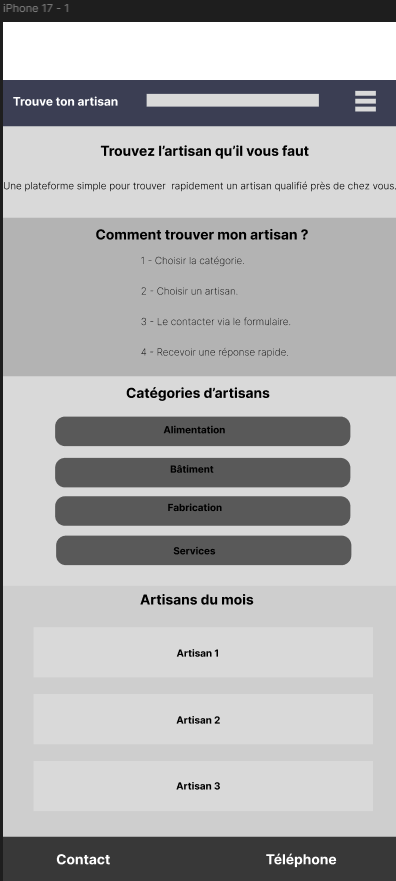 iPhone 17 - 1
Trouve ton artisan
Trouvez l’artisan qu’il vous faut
Une plateforme simple pour trouver rapidement un artisan qualifié près de chez vous.
Comment trouver mon artisan ?
1 - Choisir la catégorie.
2 - Choisir un artisan.
3 - Le contacter via le formulaire.
4 - Recevoir une réponse rapide.
Catégories d’artisans
Alimentation
Bâtiment
Fabrication
Services
Artisans du mois
Artisan 1
Artisan 2
Artisan 3
Contact Téléphone